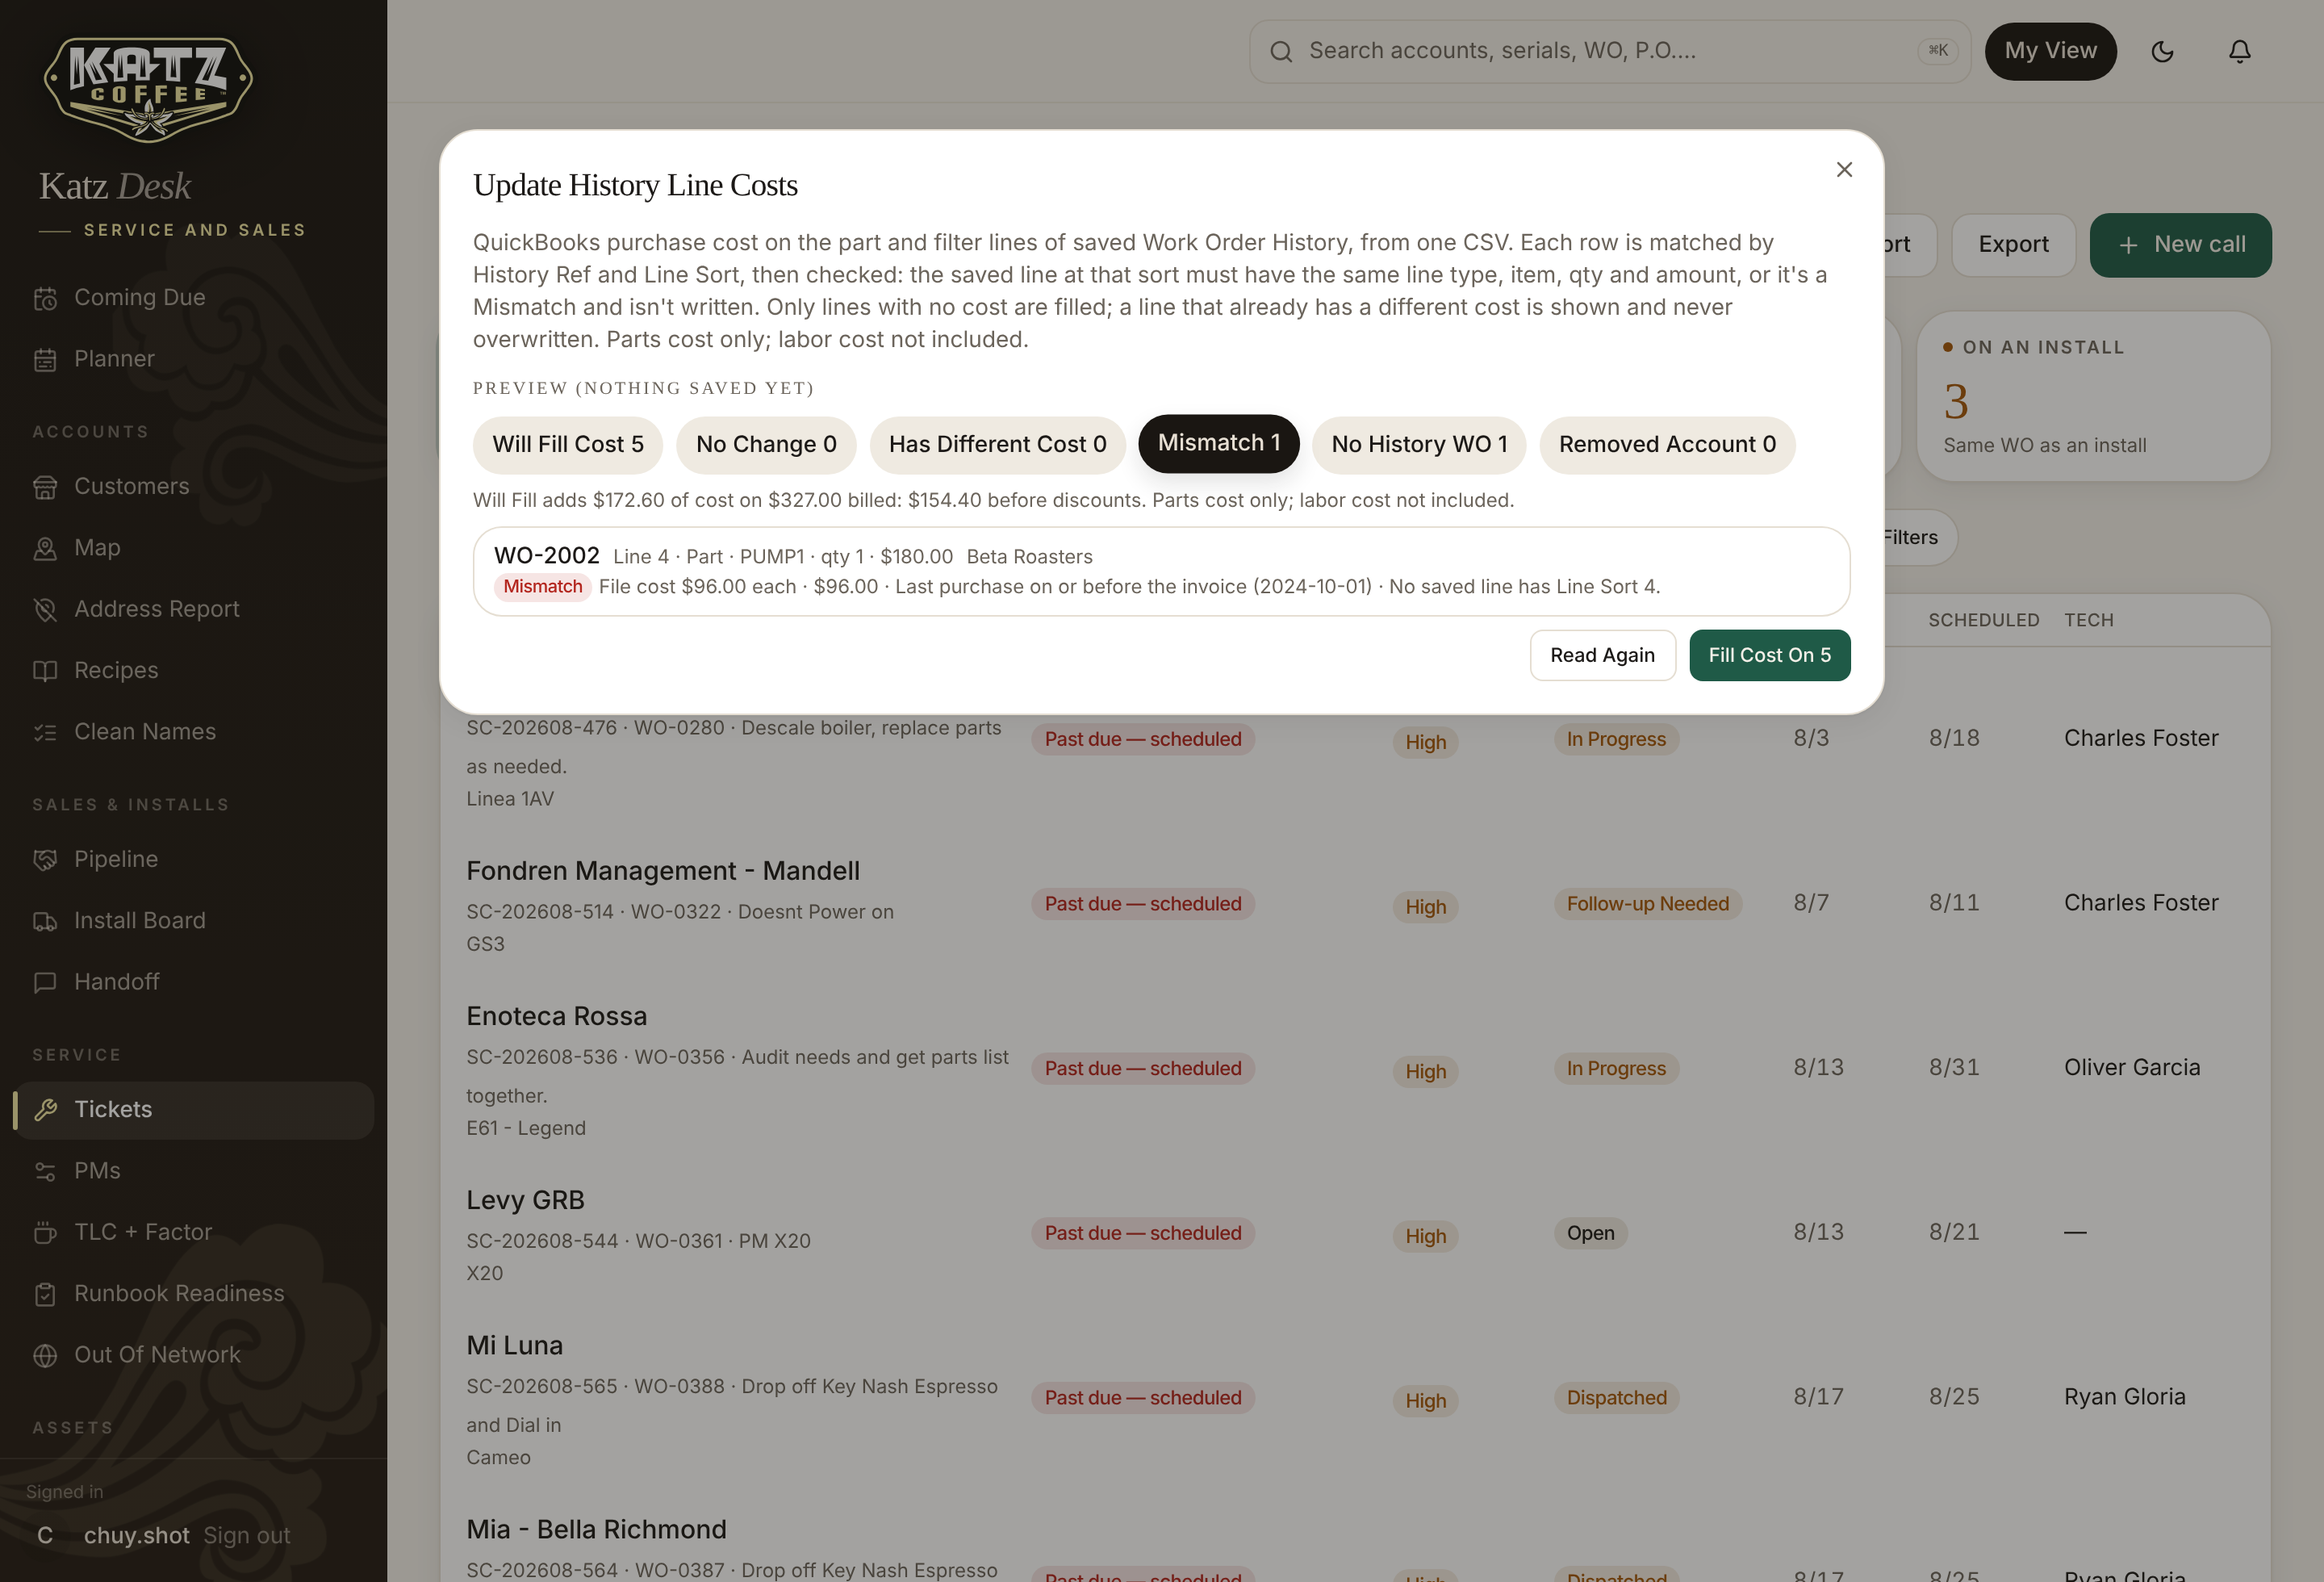 KATZ
COFFEE
Katz Desk
SERVICE AND SALES
Coming Due
Planner
ACCOUNTS
Customers
Map
Address Report
Recipes
Clean Names
SALES & INSTALLS
Pipeline
Install Board
Handoff
SERVICE
Tickets
PMs
TLC + Factor
Runbook Readiness
Out Of Network
ASSETS
Signed in
C chuy.shot Sign out
Search accounts, serials, WO, P.O.... ⌘K
My View
ort
Export
+ New call
ON AN INSTALL
3
Same WO as an install
Filters
Update History Line Costs
QuickBooks purchase cost on the part and filter lines of saved Work Order History, from one CSV. Each row is matched by
History Ref and Line Sort, then checked: the saved line at that sort must have the same line type, item, qty and amount, or it's a
Mismatch and isn't written. Only lines with no cost are filled; a line that already has a different cost is shown and never
overwritten. Parts cost only; labor cost not included.
PREVIEW (NOTHING SAVED YET)
Will Fill Cost 5 No Change 0 Has Different Cost 0 Mismatch 1 No History WO 1 Removed Account 0
Will Fill adds $172.60 of cost on $327.00 billed: $154.40 before discounts. Parts cost only; labor cost not included.
WO-2002 Line 4 · Part · PUMP1 · qty 1 · $180.00 Beta Roasters
Mismatch File cost $96.00 each · $96.00 · Last purchase on or before the invoice (2024-10-01) · No saved line has Line Sort 4.
Read Again Fill Cost On 5
SCHEDULED TECH
SC-202608-476 · WO-0280 · Descale boiler, replace parts
as needed.
Linea 1AV
Past due — scheduled High In Progress 8/3 8/18 Charles Foster
Fondren Management - Mandell
SC-202608-514 · WO-0322 · Doesnt Power on
GS3
Past due — scheduled High Follow-up Needed 8/7 8/11 Charles Foster
Enoteca Rossa
SC-202608-536 · WO-0356 · Audit needs and get parts list
together.
E61 - Legend
Past due — scheduled High In Progress 8/13 8/31 Oliver Garcia
Levy GRB
SC-202608-544 · WO-0361 · PM X20
X20
Past due — scheduled High Open 8/13 8/21 —
Mi Luna
SC-202608-565 · WO-0388 · Drop off Key Nash Espresso
and Dial in
Cameo
Past due — scheduled High Dispatched 8/17 8/25 Ryan Gloria
Mia - Bella Richmond
SC-202608-564 · WO-0387 · Drop off Key Nash Espresso
Past due — scheduled High Dispatched 8/17 8/25 Ryan Gloria